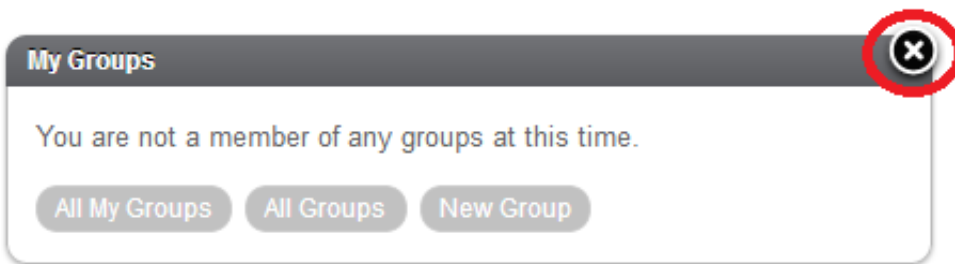 My Groups
You are not a member of any groups at this time.
All My Groups All Groups New Group